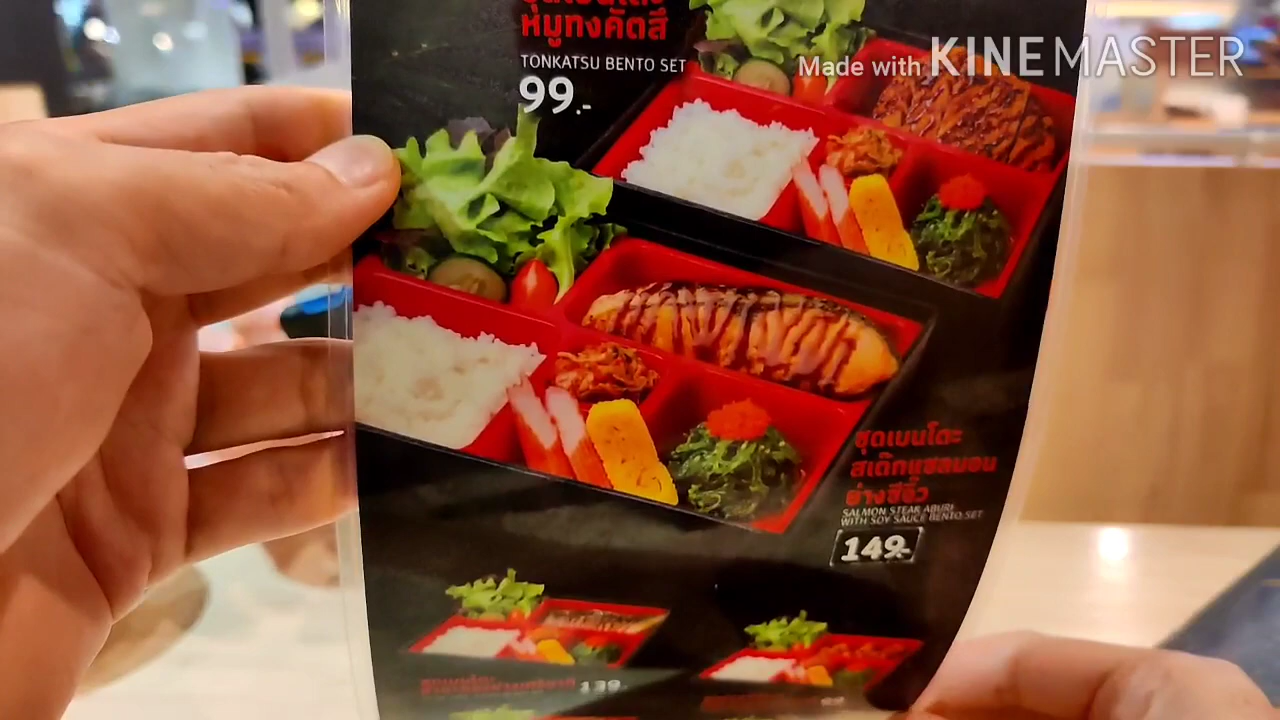 หมูทงคัตสึ
TONKATSU BENTO SET
99.-
Made with KINEMASTER
ชุดเบนโตะ
สเต๊กแซลมอน
ย่างซีอิ๊ว
SALMON STEAK ABURI
WITH SOY SAUCE BENTO SET
149.-
139.-